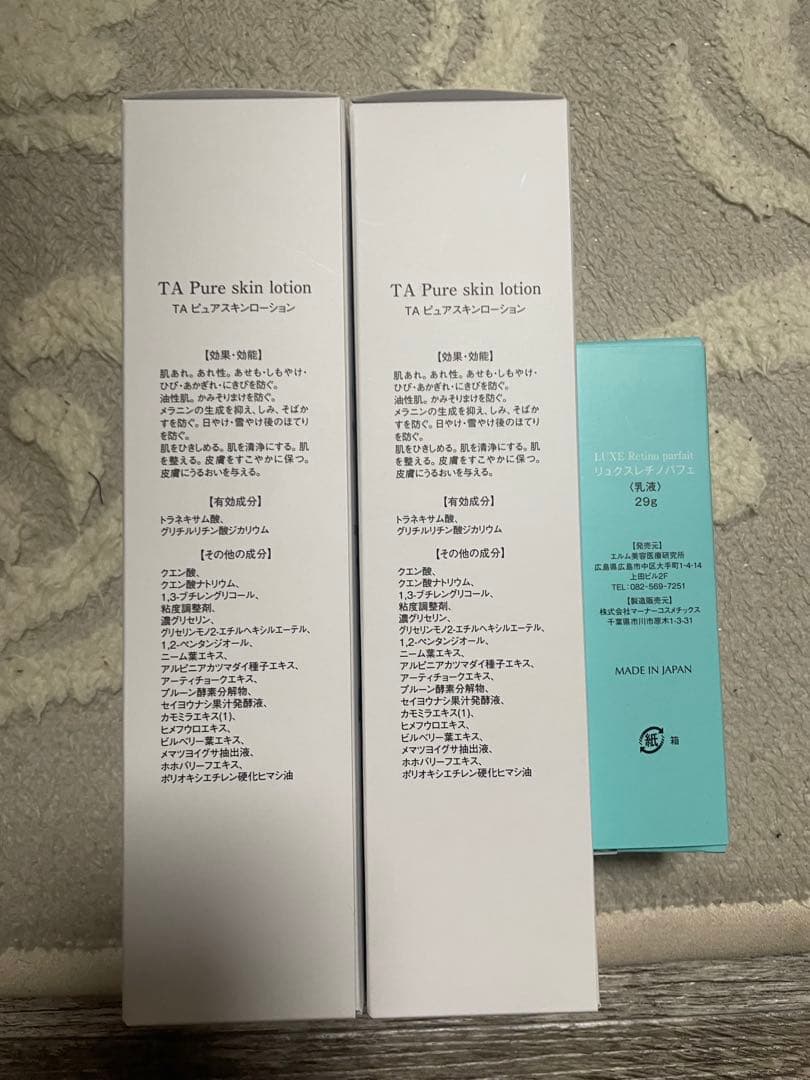 TA Pure skin lotion
TA ピュアスキンローション
【効果・効能】
肌あれ。あれ性。あせも・しもやけ・
ひび・あかぎれ・にきびを防ぐ。
油性肌。かみそりまけを防ぐ。
メラニンの生成を抑え、しみ、そばか
すを防ぐ。日やけ・雪やけ後のほてり
を防ぐ。
肌をひきしめる。肌を清浄にする。肌
を整える。皮膚をすこやかに保つ。
皮膚にうるおいを与える。
【有効成分】
トラネキサム酸、
グリチルリチン酸ジカリウム
【その他の成分】
クエン酸、
クエン酸ナトリウム、
1,3-ブチレングリコール、
粘度調整剤、
濃グリセリン、
グリセリンモノ2-エチルヘキシルエーテル、
1,2-ペンタンジオール、
ニーム葉エキス、
アルピニアカツマダイ種子エキス、
アーティチョークエキス、
プルーン酵素分解物、
セイヨウナシ果汁発酵液、
カモミラエキス(1)、
ヒメフウロエキス、
ビルベリー葉エキス、
メマツヨイグサ抽出液、
ホホバリーフエキス、
ポリオキシエチレン硬化ヒマシ油
TA Pure skin lotion
TA ピュアスキンローション
【効果・効能】
肌あれ。あれ性。あせも・しもやけ・
ひび・あかぎれ・にきびを防ぐ。
油性肌。かみそりまけを防ぐ。
メラニンの生成を抑え、しみ、そばか
すを防ぐ。日やけ・雪やけ後のほてり
を防ぐ。
肌をひきしめる。肌を清浄にする。肌
を整える。皮膚をすこやかに保つ。
皮膚にうるおいを与える。
【有効成分】
トラネキサム酸、
グリチルリチン酸ジカリウム
【その他の成分】
クエン酸、
クエン酸ナトリウム、
1,3-ブチレングリコール、
粘度調整剤、
濃グリセリン、
グリセリンモノ2-エチルヘキシルエーテル、
1,2-ペンタンジオール、
ニーム葉エキス、
アルピニアカツマダイ種子エキス、
アーティチョークエキス、
プルーン酵素分解物、
セイヨウナシ果汁発酵液、
カモミラエキス(1)、
ヒメフウロエキス、
ビルベリー葉エキス、
メマツヨイグサ抽出液、
ホホバリーフエキス、
ポリオキシエチレン硬化ヒマシ油
LUXE Retino parfait
リュクスレチノパフェ
〈乳液〉
29g
【発売元】
エルム美容医療研究所
広島県広島市中区大手町1-4-14
上田ビル2F
TEL:082-569-7251
【製造販売元】
株式会社マーナーコスメチックス
千葉県市川市原木1-3-31
MADE IN JAPAN
紙 箱